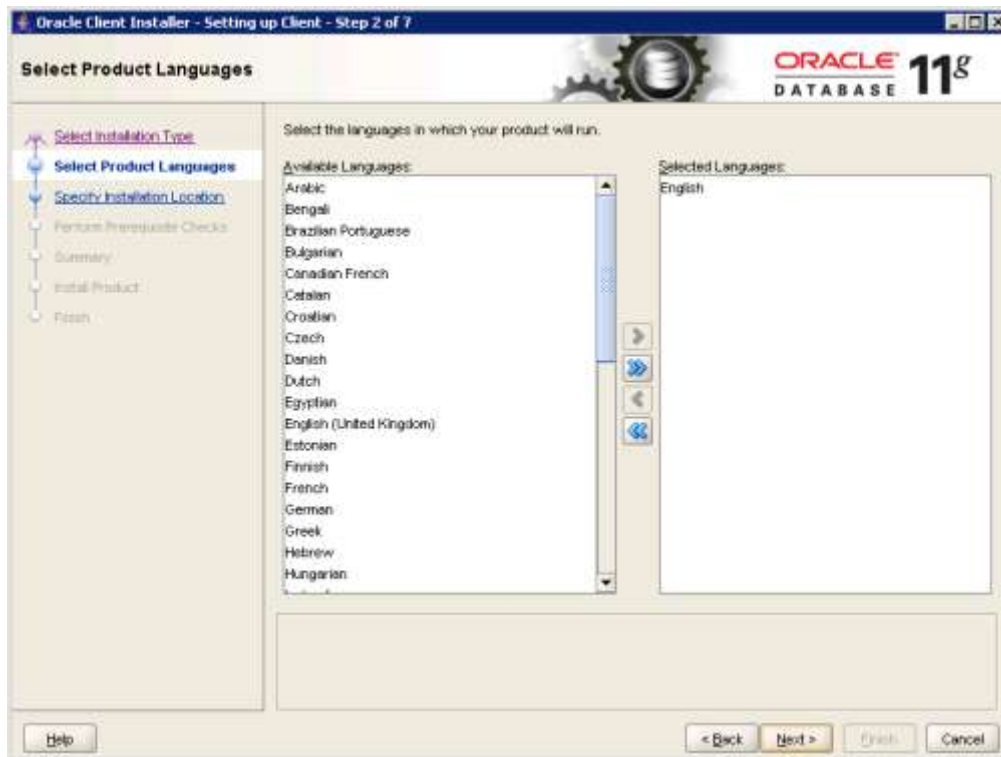 Oracle Client Installer - Setting up Client - Step 2 of 7
Select Product Languages
ORACLE
DATABASE
11g
Select Installation Type
Select Product Languages
Specify Installation Location
Perform Prerequisite Checks
Summary
Install Product
Finish
Select the languages in which your product will run.
Available Languages:
Arabic
Bengali
Brazilian Portuguese
Bulgarian
Canadian French
Catalan
Croatian
Czech
Danish
Dutch
Egyptian
English (United Kingdom)
Estonian
Finnish
French
German
Greek
Hebrew
Hungarian
Selected Languages:
English
Help
< Back
Next >
Finish
Cancel